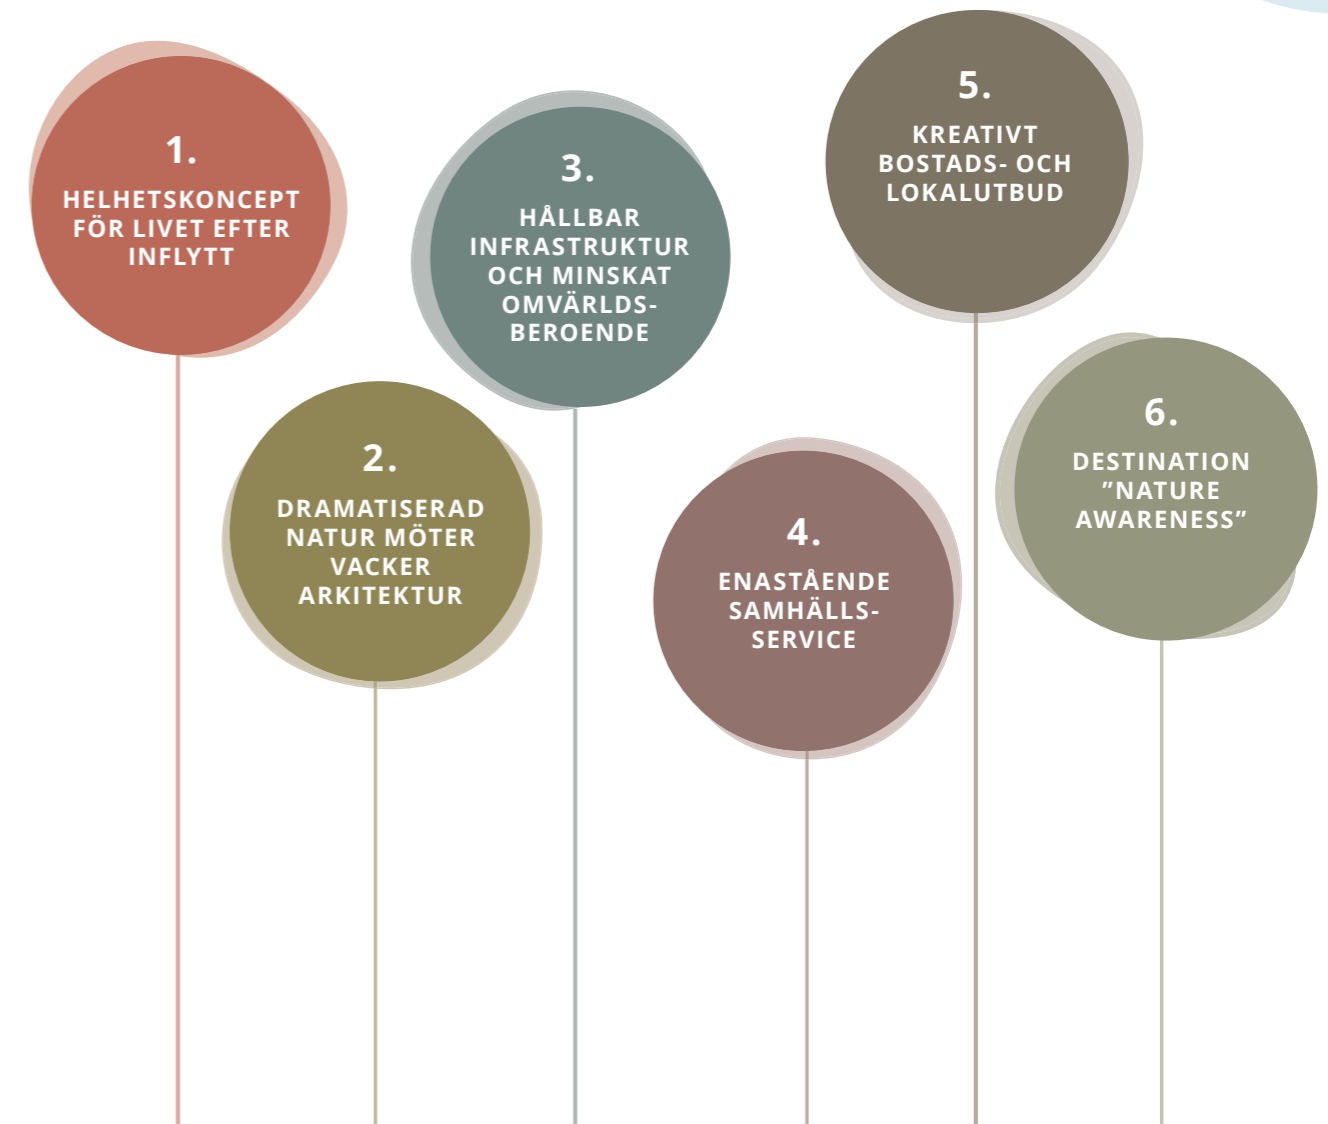 1.
HELHETSKONCEPT
FÖR LIVET EFTER
INFLYTT
2.
DRAMATISERAD
NATUR MÖTER
VACKER
ARKITEKTUR
3.
HÅLLBAR
INFRASTRUKTUR
OCH MINSKAT
OMVÄRLDS-
BEROENDE
4.
ENASTÅENDE
SAMHÄLLS-
SERVICE
5.
KREATIVT
BOSTADS- OCH
LOKALUTBUD
6.
DESTINATION
”NATURE
AWARENESS”